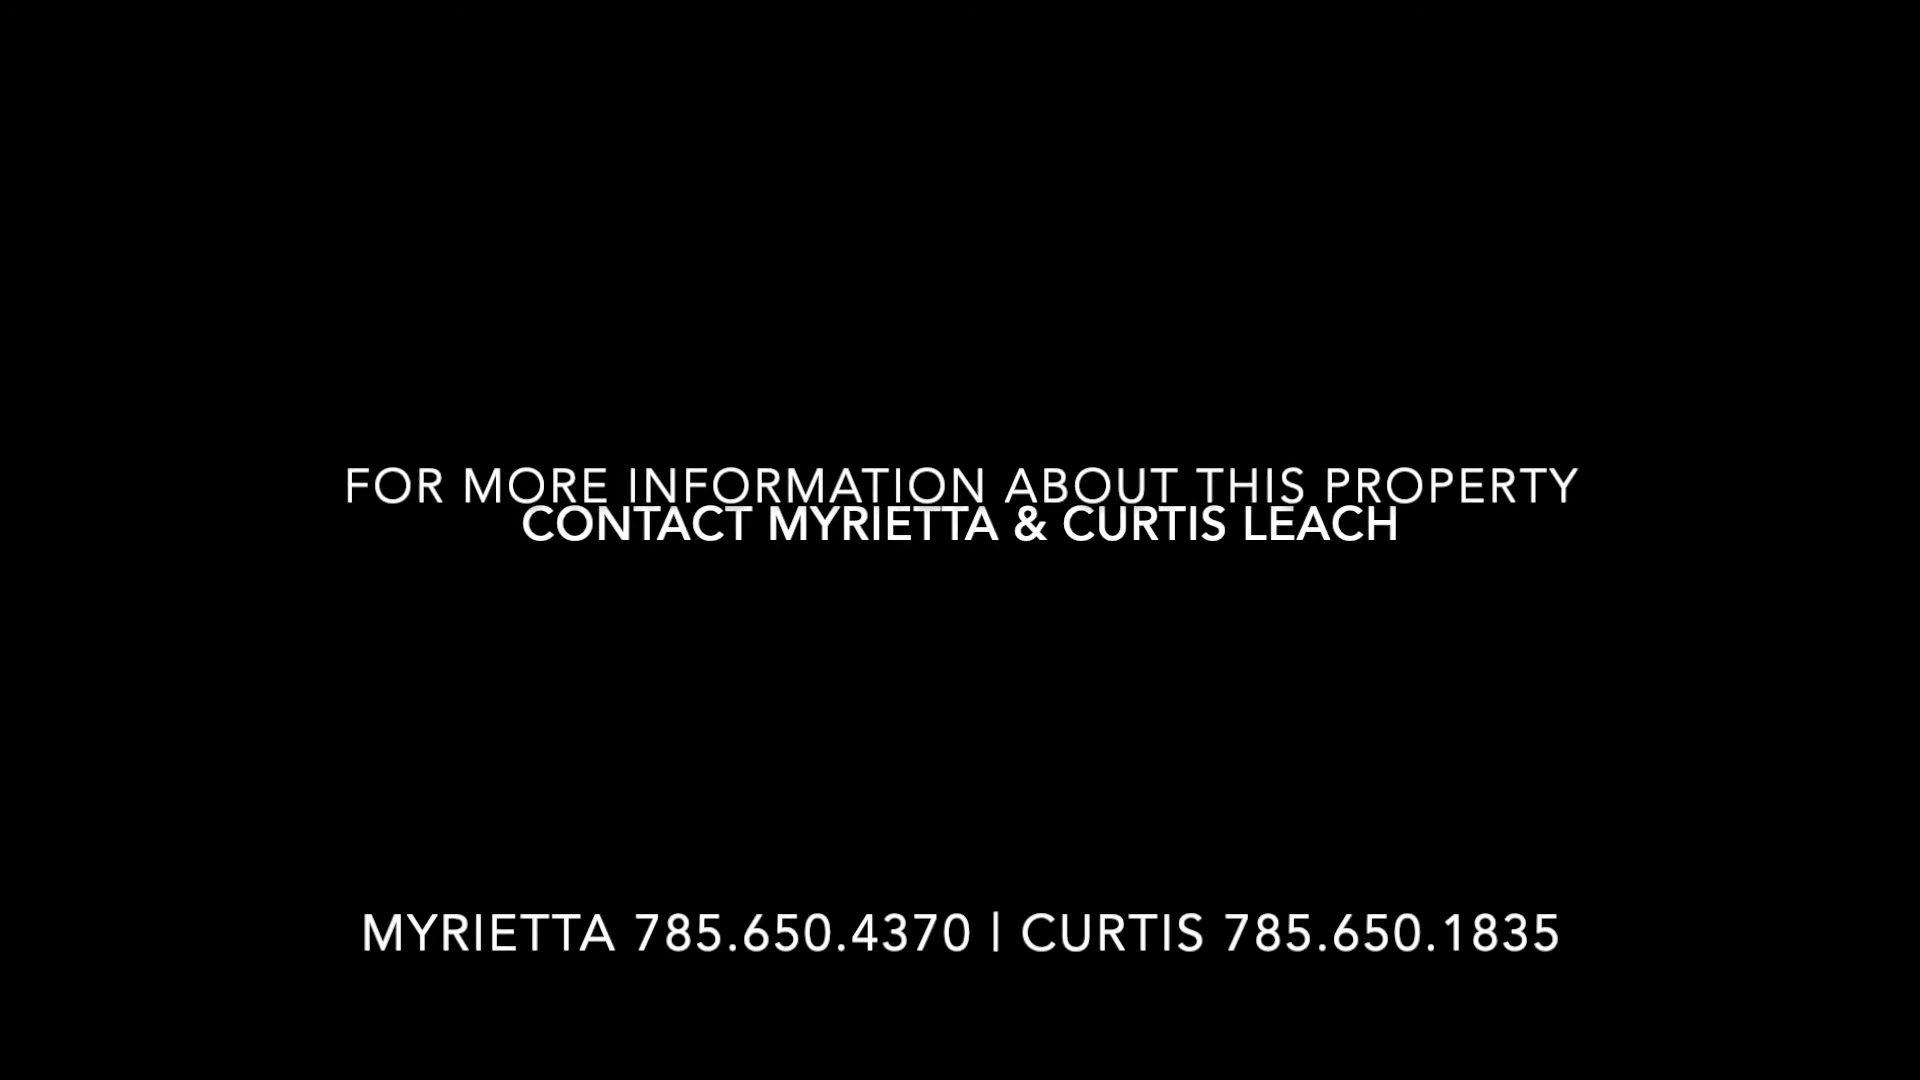 FOR MORE INFORMATION ABOUT THIS PROPERTY
CONTACT MYRIETTA & CURTIS LEACH
MYRIETTA 785.650.4370 | CURTIS 785.650.1835